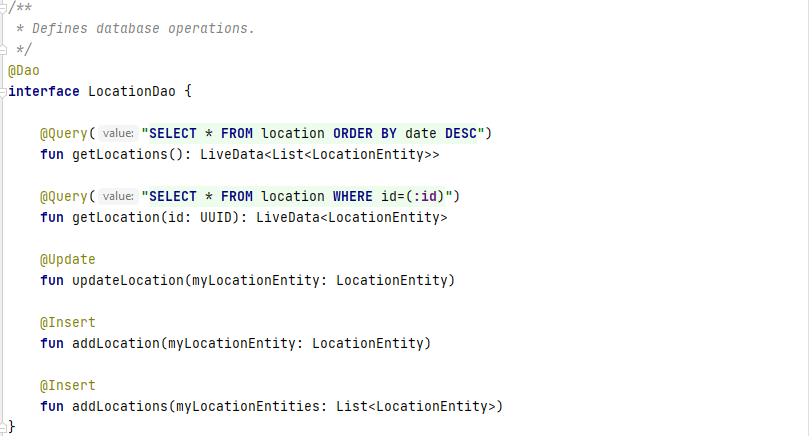 /**
 * Defines database operations.
 */
@Dao
interface LocationDao {
    @Query( value: "SELECT * FROM location ORDER BY date DESC")
    fun getLocations(): LiveData<List<LocationEntity>>
    @Query( value: "SELECT * FROM location WHERE id=(:id)")
    fun getLocation(id: UUID): LiveData<LocationEntity>
    @Update
    fun updateLocation(myLocationEntity: LocationEntity)
    @Insert
    fun addLocation(myLocationEntity: LocationEntity)
    @Insert
    fun addLocations(myLocationEntities: List<LocationEntity>)
}